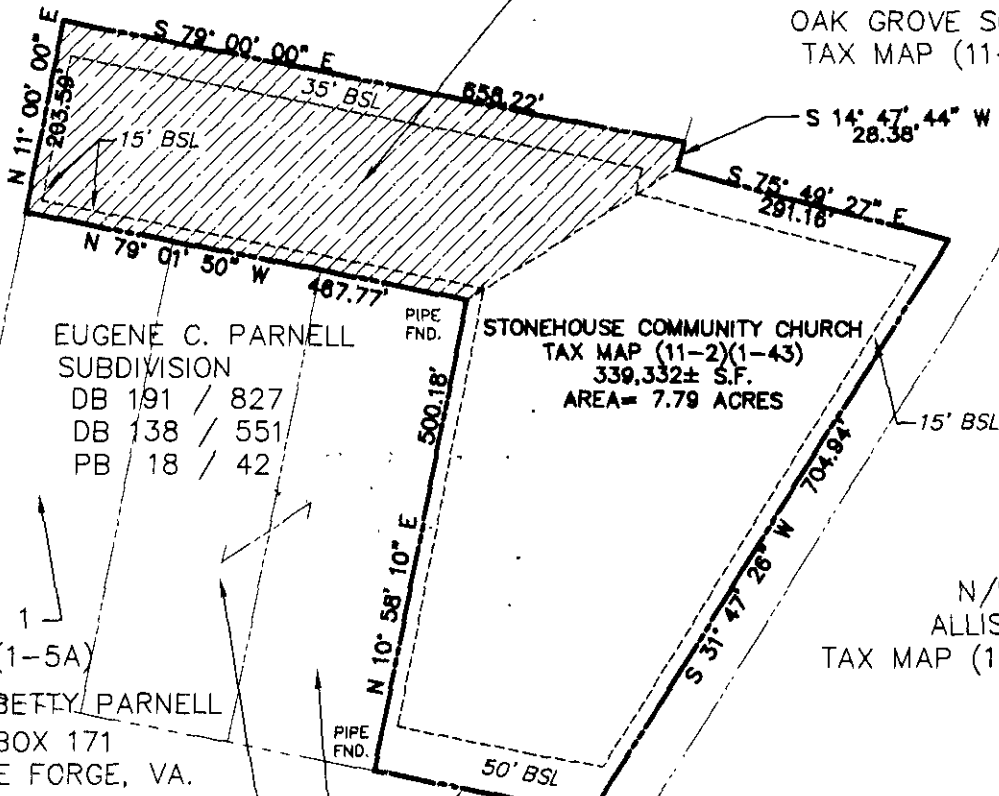 OAK GROVE
TAX MAP (11-
S 79° 00' 00" E
658.22'
35' BSL
N 11° 00' 00" E
203.59'
15' BSL
S 14° 47' 44" W
28.38'
S 75° 49' 27" E
291.16'
N 79° 01' 50" W
467.77'
PIPE
FND.
EUGENE C. PARNELL
SUBDIVISION
DB 191 / 827
DB 138 / 551
PB 18 / 42
STONEHOUSE COMMUNITY CHURCH
TAX MAP (11-2)(1-43)
339,332± S.F.
AREA= 7.79 ACRES
15' BSL
500.18'
N 10° 58' 10" E
704.94'
S 31° 47' 26" W
N/
ALLIS
TAX MAP (1
1
(1-5A)
BETTY PARNELL
BOX 171
E FORGE, VA.
PIPE
FND.
50' BSL